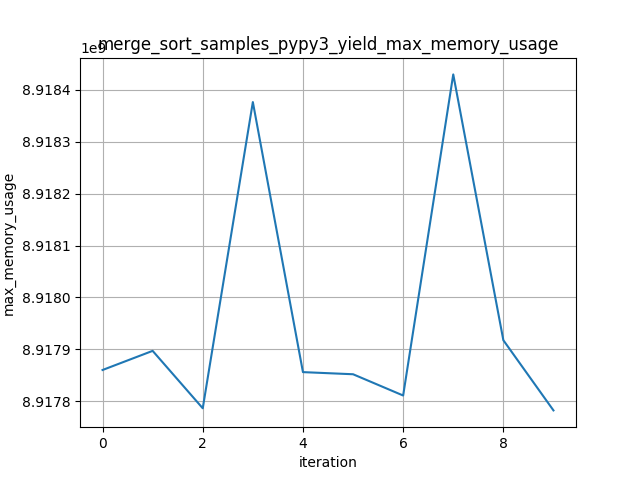 merge_sort_samples_pypy3_yield_max_memory_usage
1e9
8.9184
8.9183
8.9182
8.9181
8.9180
8.9179
8.9178
max_memory_usage
0 2 4 6 8
iteration